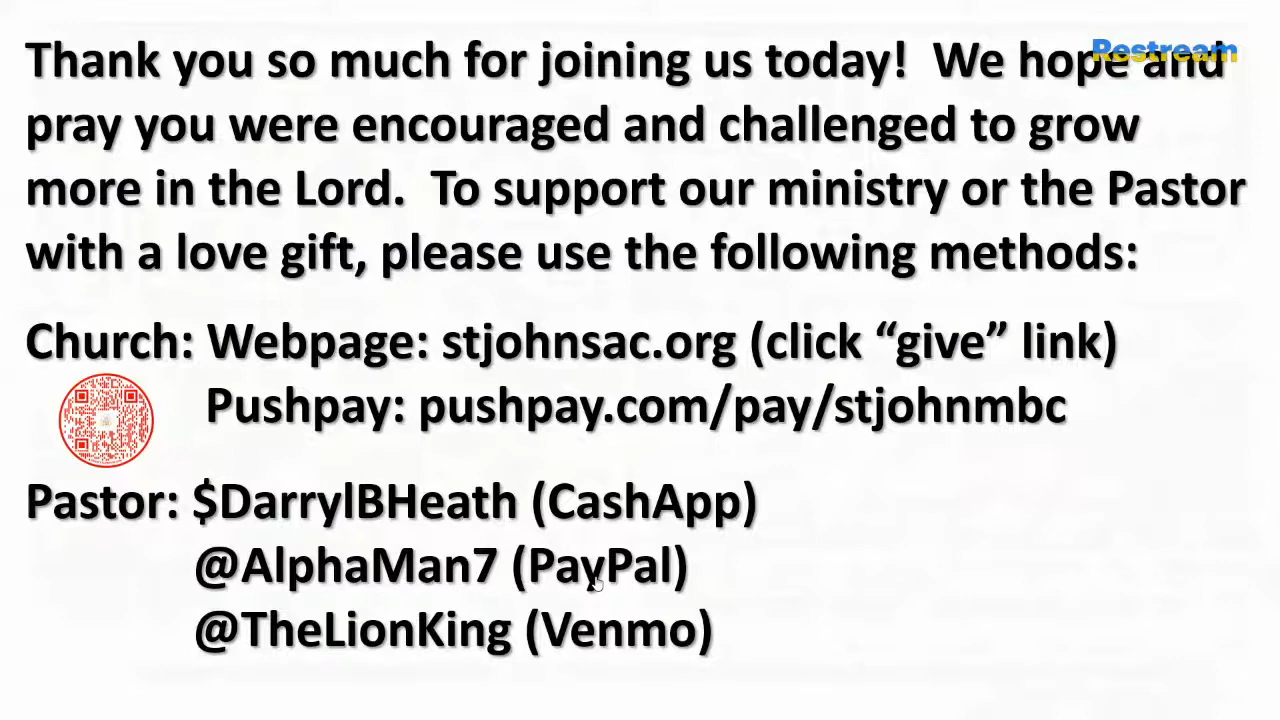 Thank you so much for joining us today!  We hope and
Restream
pray you were encouraged and challenged to grow
more in the Lord.  To support our ministry or the Pastor
with a love gift, please use the following methods:
Church: Webpage: stjohnsac.org (click “give” link)
Pushpay: pushpay.com/pay/stjohnmbc
Pastor: $DarrylBHeath (CashApp)
@AlphaMan7 (PayPal)
@TheLionKing (Venmo)